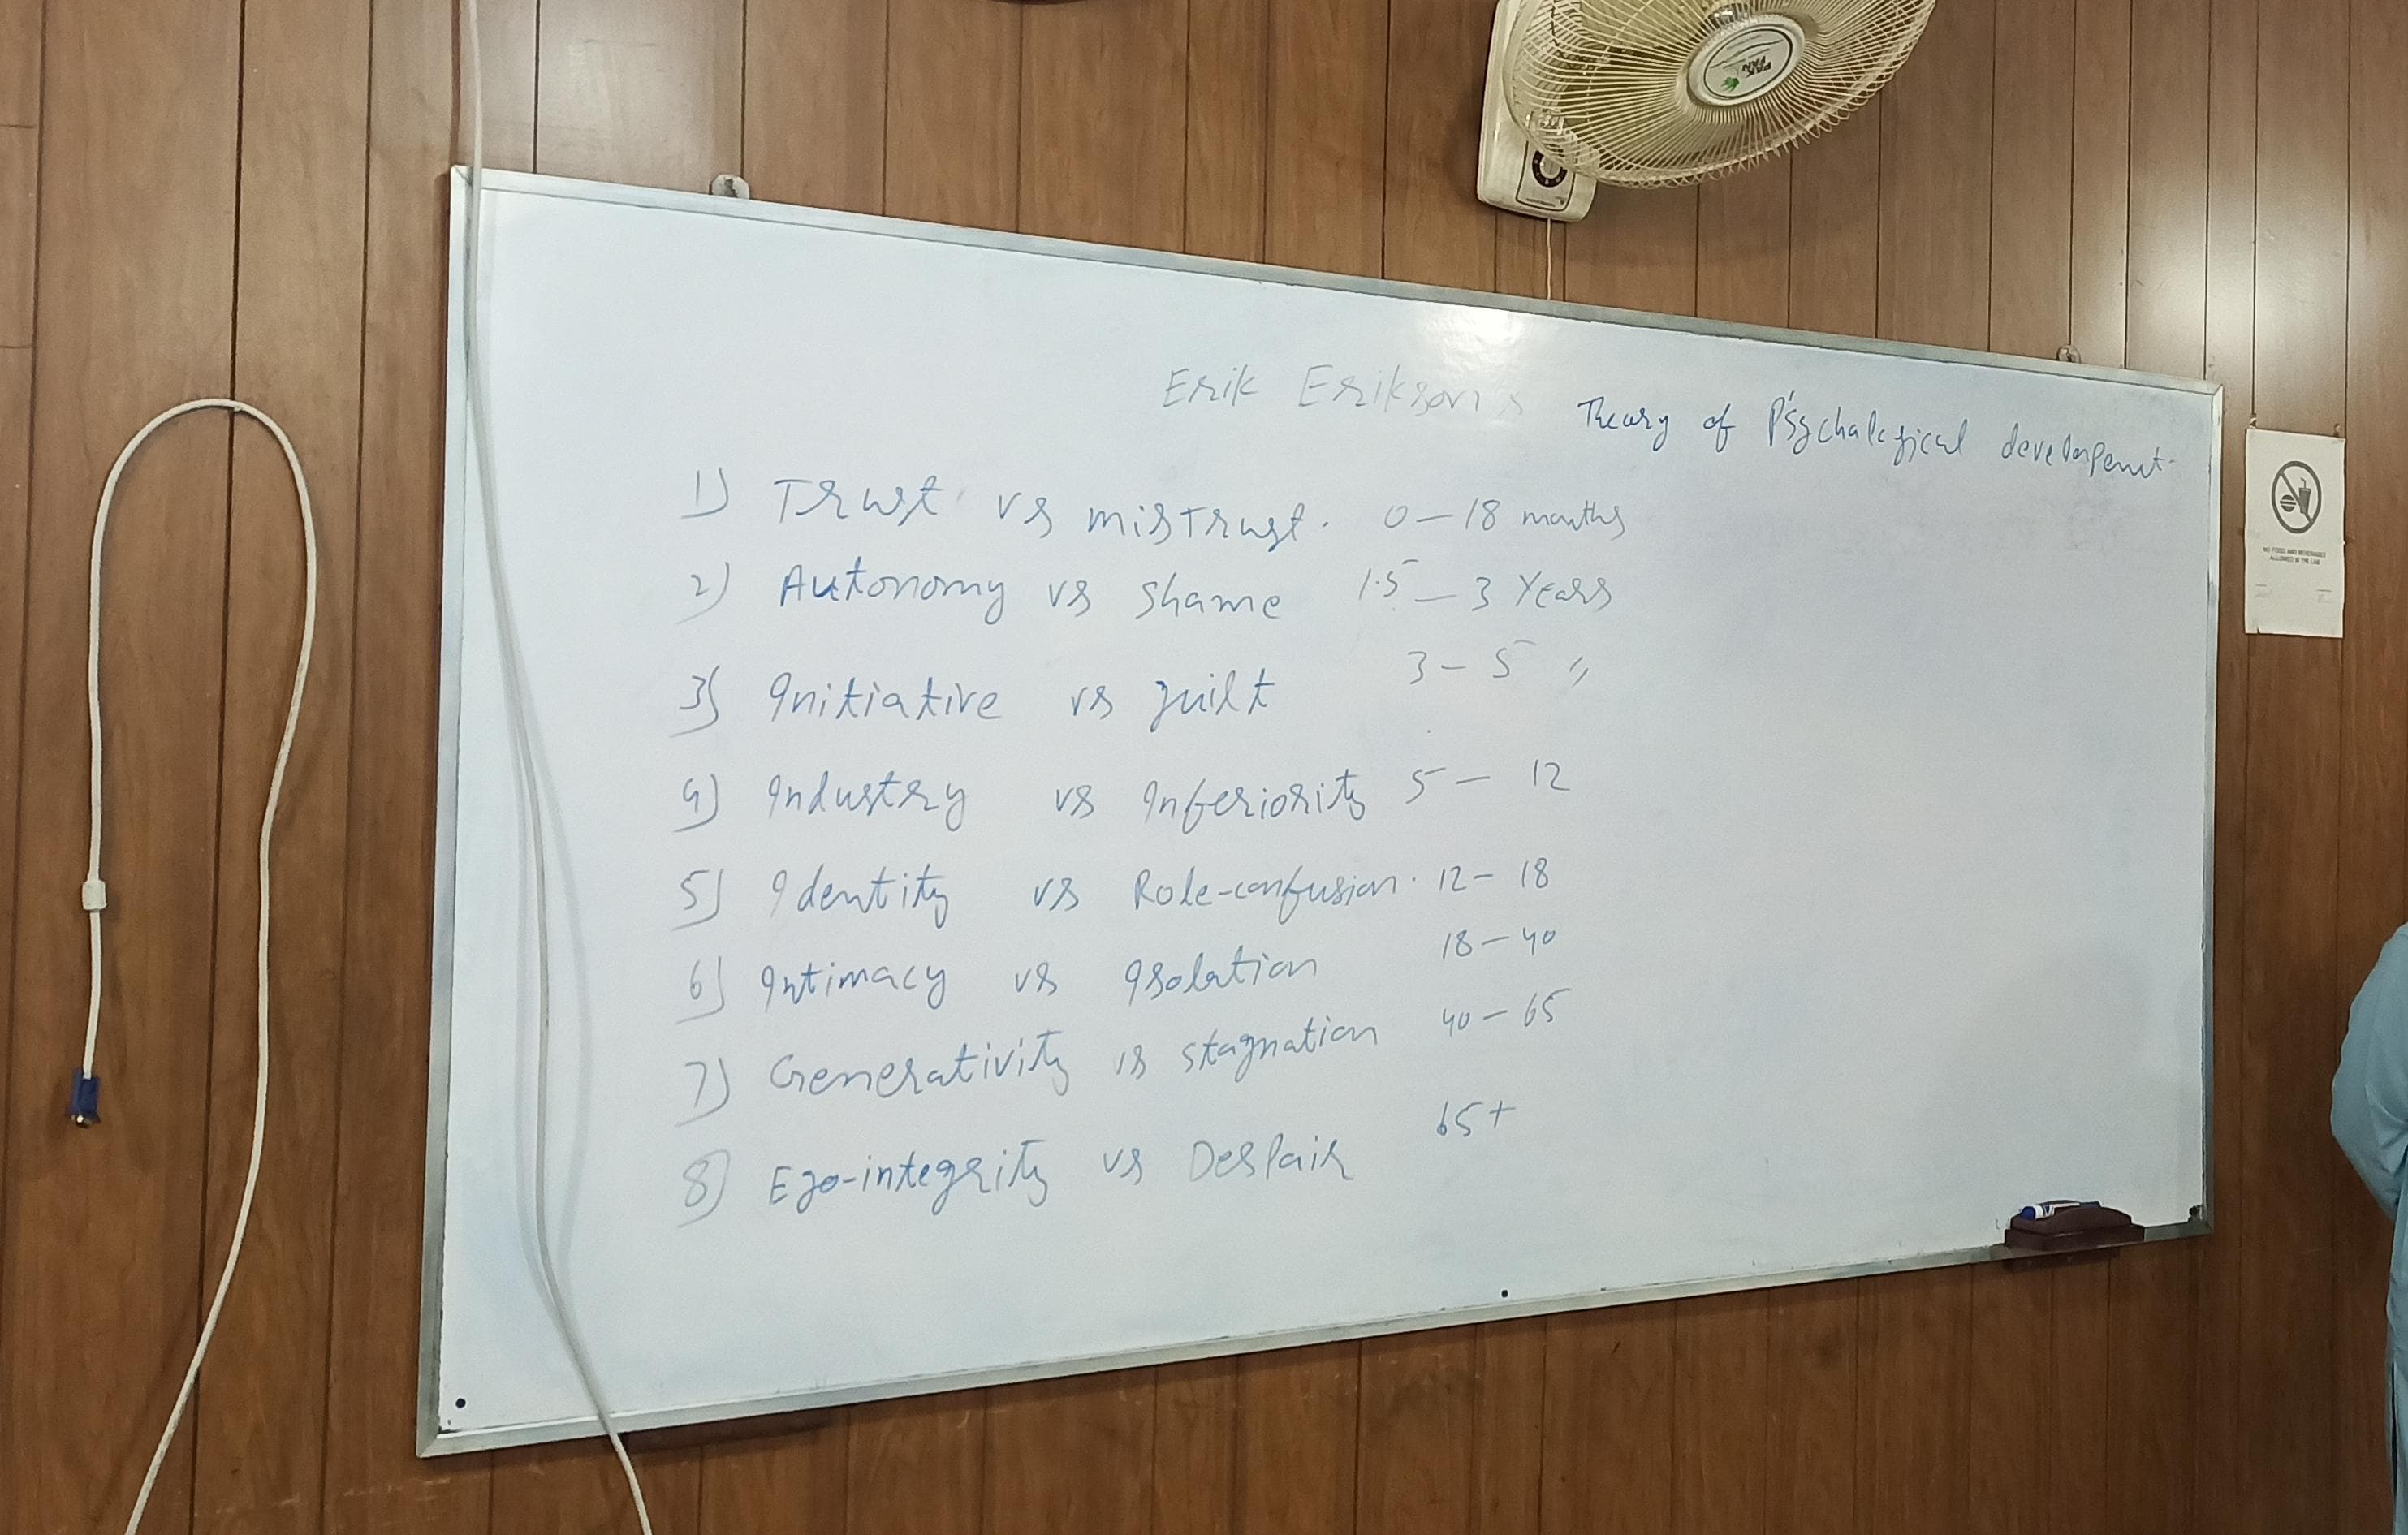 PAK FAN
Erik Erikson's Theory of Psychological development.
1) Trust vs misTrust. 0 – 18 months
2) Autonomy vs shame 1.5 – 3 Years
3) Initiative vs guilt 3 – 5 "
4) Industry vs Inferiority 5 – 12
5) Identity vs Role-confusion. 12 – 18
6) Intimacy vs Isolation 18 – 40
7) Generativity vs stagnation 40 – 65
8) Ego-integrity vs Despair 65+
NO FOOD AND BEVERAGES
ALLOWED IN THE LAB